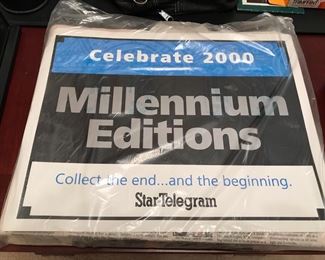 Celebrate 2000
Millennium
Editions
Collect the end...and the beginning.
Star-Telegram